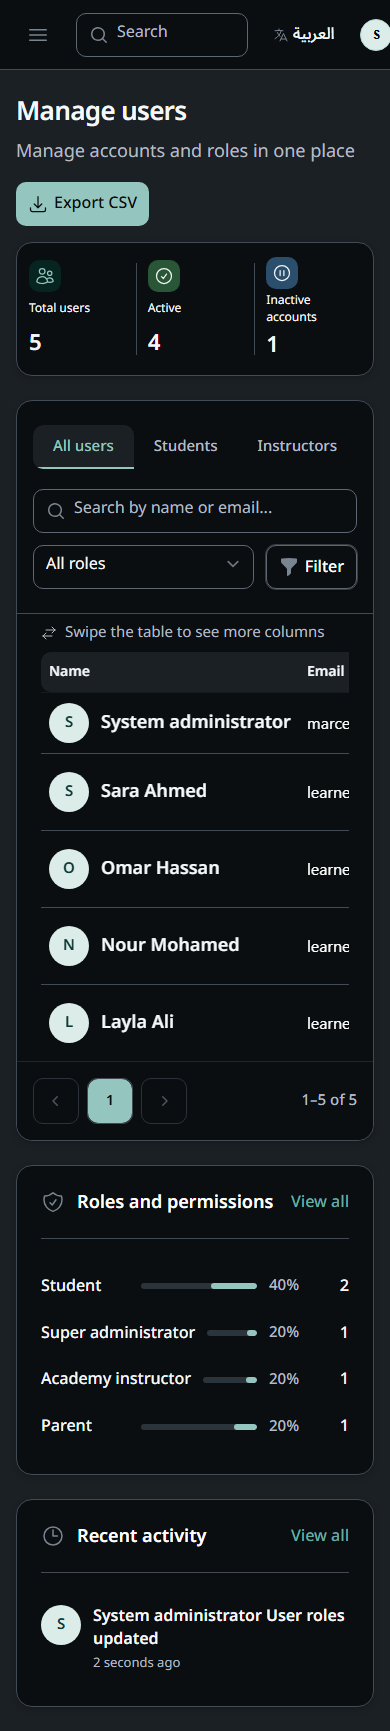 Search
العربية
S
Manage users
Manage accounts and roles in one place
Export CSV
Total users
5
Active
4
Inactive
accounts
1
All users
Students
Instructors
Search by name or email...
All roles
Filter
Swipe the table to see more columns
Name
Email
S
System administrator
marce
S
Sara Ahmed
learne
O
Omar Hassan
learne
N
Nour Mohamed
learne
L
Layla Ali
learne
1
1–5 of 5
Roles and permissions
View all
Student
40%
2
Super administrator
20%
1
Academy instructor
20%
1
Parent
20%
1
Recent activity
View all
S
System administrator User roles
updated
2 seconds ago